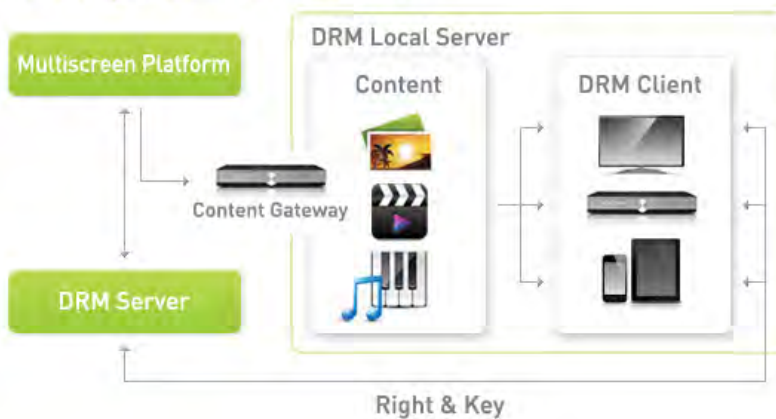 Multiscreen Platform
DRM Local Server
Content
DRM Client
Content Gateway
DRM Server
Right & Key